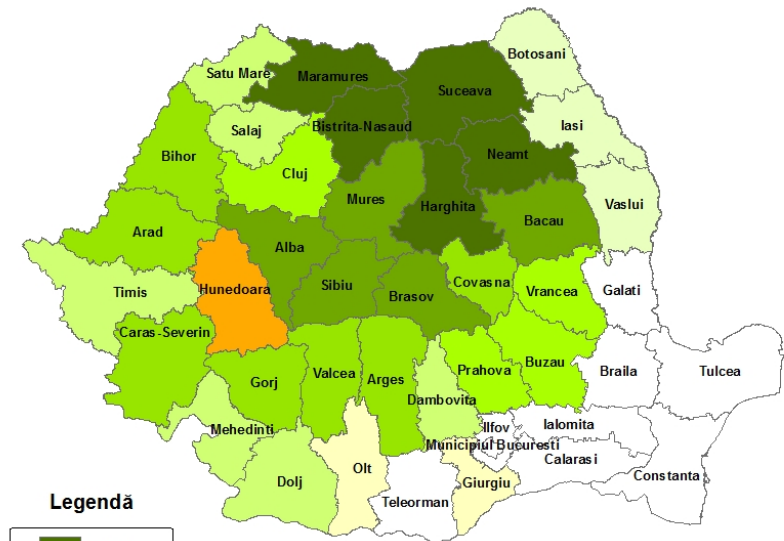 Botosani
Satu Mare
Maramures
Suceava
Iasi
Salaj
Bistrita-Nasaud
Neamt
Bihor
Cluj
Mures
Harghita
Vaslui
Bacau
Arad
Alba
Hunedoara
Timis
Sibiu
Brasov
Covasna
Vrancea
Galati
Caras-Severin
Gorj
Valcea
Arges
Prahova
Buzau
Braila
Tulcea
Dambovita
Mehedinti
Ilfov
Ialomita
Municipiul Bucuresti
Calarasi
Constanta
Olt
Dolj
Giurgiu
Teleorman
Legendă